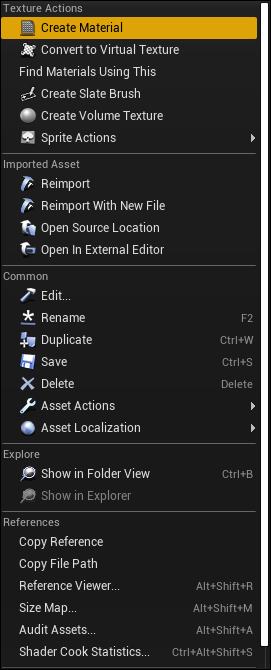 Texture Actions
Create Material
Convert to Virtual Texture
Find Materials Using This
Create Slate Brush
Create Volume Texture
Sprite Actions
Imported Asset
Reimport
Reimport With New File
Open Source Location
Open In External Editor
Common
Edit...
Rename F2
Duplicate Ctrl+W
Save Ctrl+S
Delete Delete
Asset Actions
Asset Localization
Explore
Show in Folder View Ctrl+B
Show in Explorer
References
Copy Reference
Copy File Path
Reference Viewer... Alt+Shift+R
Size Map... Alt+Shift+M
Audit Assets... Alt+Shift+A
Shader Cook Statistics... Ctrl+Alt+Shift+S